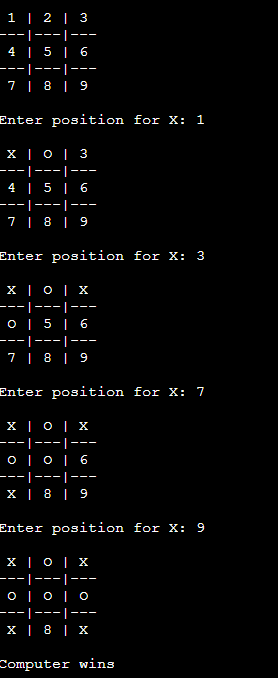 1 | 2 | 3
---|---|---
4 | 5 | 6
---|---|---
7 | 8 | 9
Enter position for X: 1
X | O | 3
---|---|---
4 | 5 | 6
---|---|---
7 | 8 | 9
Enter position for X: 3
X | O | X
---|---|---
O | 5 | 6
---|---|---
7 | 8 | 9
Enter position for X: 7
X | O | X
---|---|---
O | O | 6
---|---|---
X | 8 | 9
Enter position for X: 9
X | O | X
---|---|---
O | O | O
---|---|---
X | 8 | X
Computer wins